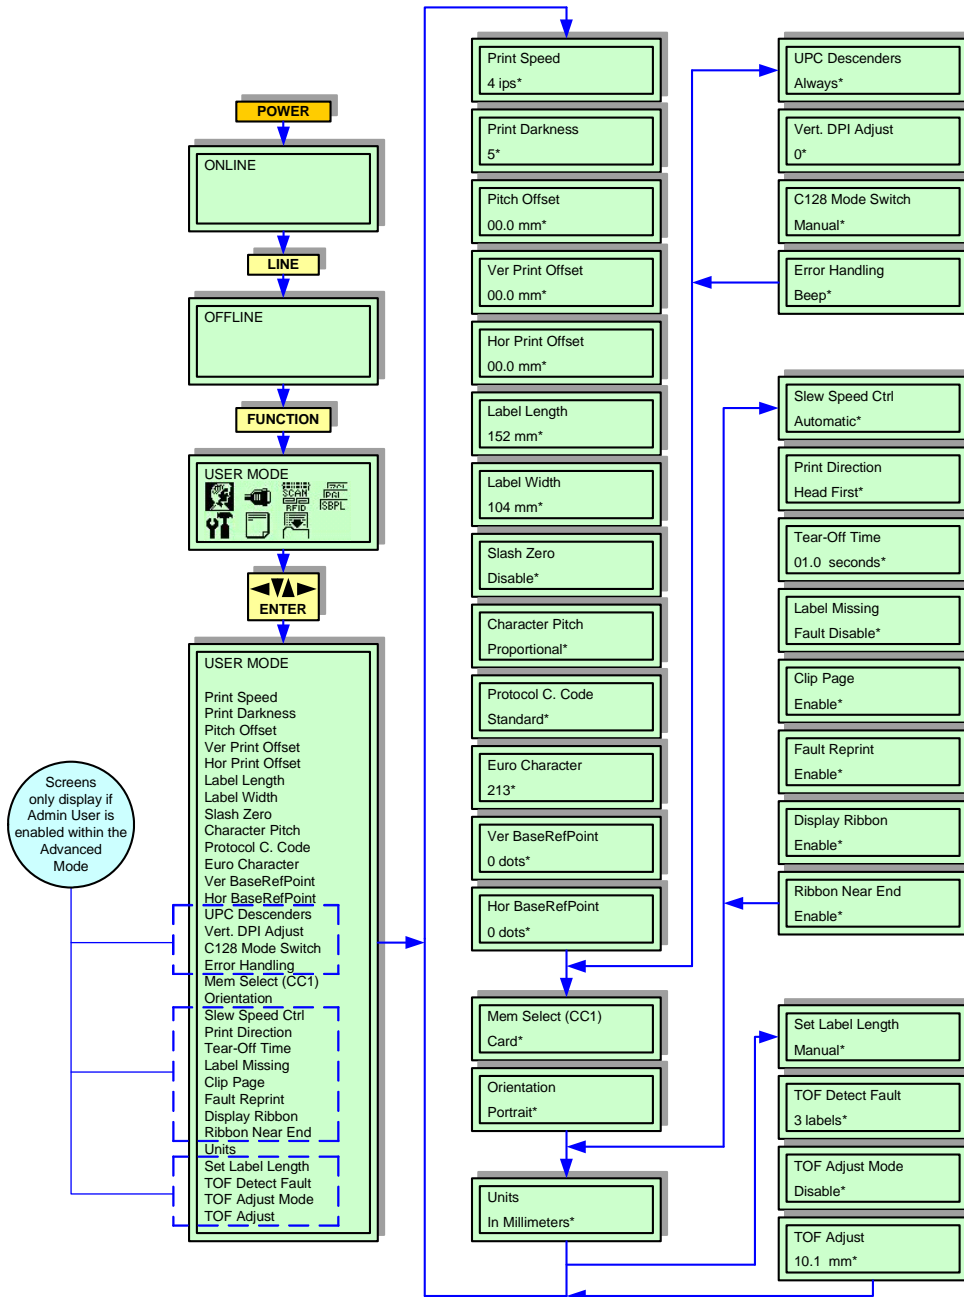 POWER
ONLINE
LINE
OFFLINE
FUNCTION
USER MODE
SCAN
RFID
SBPL
ENTER
USER MODE
Print Speed
Print Darkness
Pitch Offset
Ver Print Offset
Hor Print Offset
Label Length
Label Width
Slash Zero
Character Pitch
Protocol C. Code
Euro Character
Ver BaseRefPoint
Hor BaseRefPoint
UPC Descenders
Vert. DPI Adjust
C128 Mode Switch
Error Handling
Mem Select (CC1)
Orientation
Slew Speed Ctrl
Print Direction
Tear-Off Time
Label Missing
Clip Page
Fault Reprint
Display Ribbon
Ribbon Near End
Units
Set Label Length
TOF Detect Fault
TOF Adjust Mode
TOF Adjust
Screens
only display if
Admin User is
enabled within the
Advanced
Mode
Print Speed
4 ips*
Print Darkness
5*
Pitch Offset
00.0 mm*
Ver Print Offset
00.0 mm*
Hor Print Offset
00.0 mm*
Label Length
152 mm*
Label Width
104 mm*
Slash Zero
Disable*
Character Pitch
Proportional*
Protocol C. Code
Standard*
Euro Character
213*
Ver BaseRefPoint
0 dots*
Hor BaseRefPoint
0 dots*
Mem Select (CC1)
Card*
Orientation
Portrait*
Units
In Millimeters*
UPC Descenders
Always*
Vert. DPI Adjust
0*
C128 Mode Switch
Manual*
Error Handling
Beep*
Slew Speed Ctrl
Automatic*
Print Direction
Head First*
Tear-Off Time
01.0 seconds*
Label Missing
Fault Disable*
Clip Page
Enable*
Fault Reprint
Enable*
Display Ribbon
Enable*
Ribbon Near End
Enable*
Set Label Length
Manual*
TOF Detect Fault
3 labels*
TOF Adjust Mode
Disable*
TOF Adjust
10.1 mm*